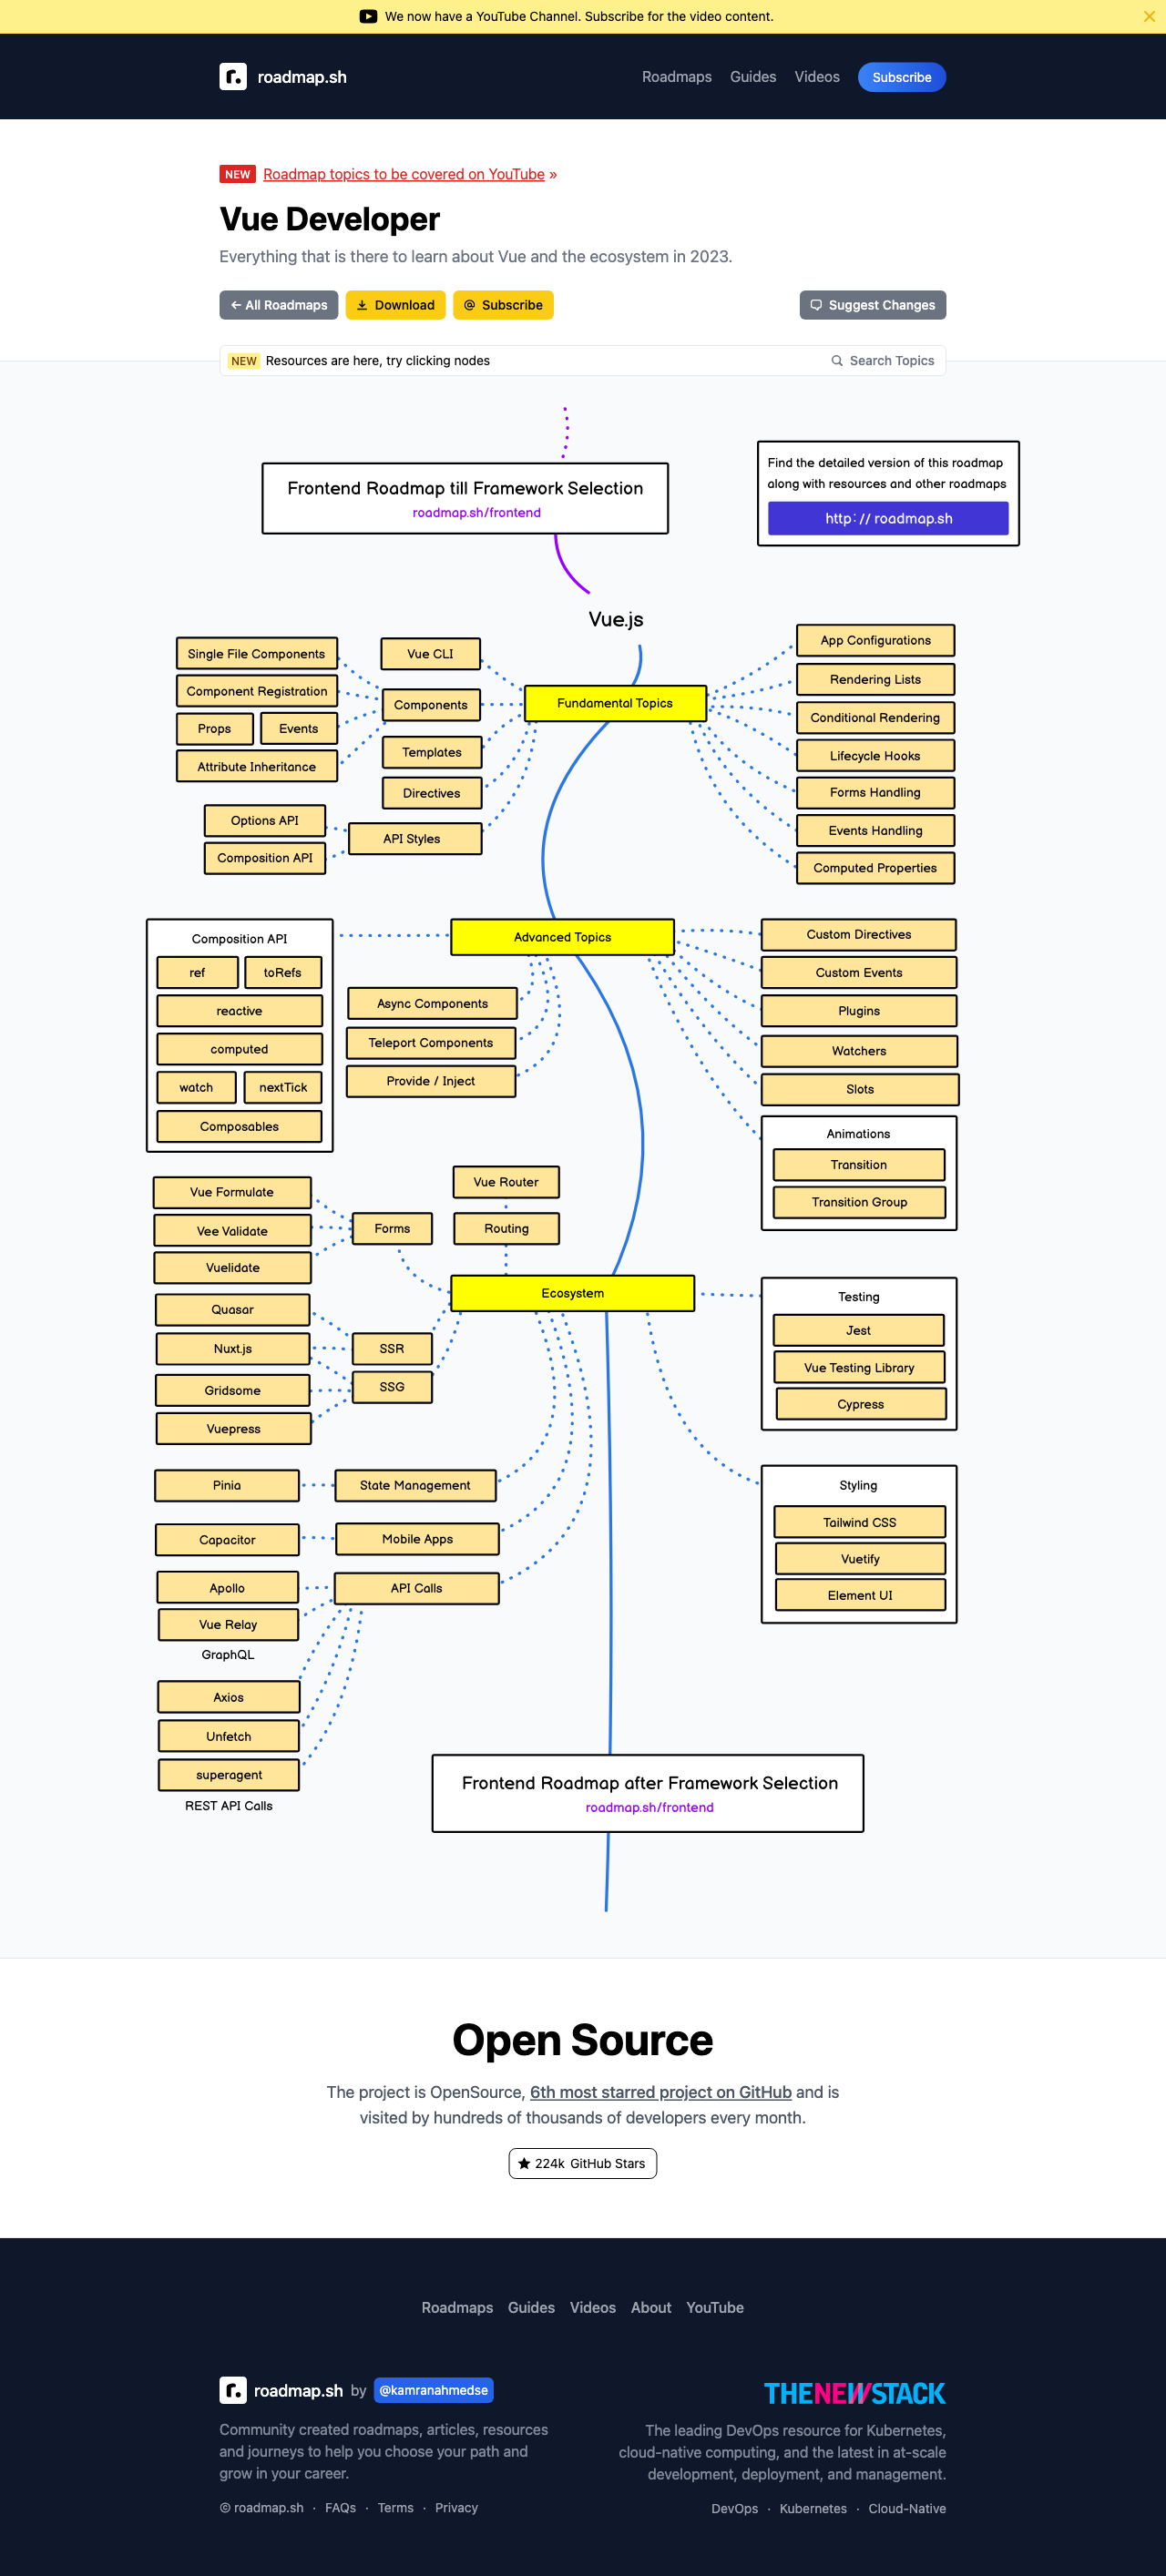 We now have a YouTube Channel. Subscribe for the video content.
roadmap.sh
Roadmaps Guides Videos Subscribe
NEW Roadmap topics to be covered on YouTube »
Vue Developer
Everything that is there to learn about Vue and the ecosystem in 2023.
← All Roadmaps Download Subscribe Suggest Changes
NEW Resources are here, try clicking nodes Search Topics
Frontend Roadmap till Framework Selection
roadmap.sh/frontend
Find the detailed version of this roadmap
along with resources and other roadmaps
http://roadmap.sh
Vue.js
Fundamental Topics
Vue CLI
Components
Templates
Directives
API Styles
Single File Components
Component Registration
Props
Events
Attribute Inheritance
Options API
Composition API
App Configurations
Rendering Lists
Conditional Rendering
Lifecycle Hooks
Forms Handling
Events Handling
Computed Properties
Advanced Topics
Composition API
ref
toRefs
reactive
computed
watch
nextTick
Composables
Async Components
Teleport Components
Provide / Inject
Custom Directives
Custom Events
Plugins
Watchers
Slots
Animations
Transition
Transition Group
Vue Router
Routing
Ecosystem
Forms
Vue Formulate
Vee Validate
Vuelidate
SSR
SSG
Quasar
Nuxt.js
Gridsome
Vuepress
Testing
Jest
Vue Testing Library
Cypress
Styling
Tailwind CSS
Vuetify
Element UI
Pinia
State Management
Capacitor
Mobile Apps
Apollo
API Calls
Vue Relay
GraphQL
Axios
Unfetch
superagent
REST API Calls
Frontend Roadmap after Framework Selection
roadmap.sh/frontend
Open Source
The project is OpenSource, 6th most starred project on GitHub and is
visited by hundreds of thousands of developers every month.
★ 224k GitHub Stars
Roadmaps Guides Videos About YouTube
roadmap.sh by @kamranahmedse
Community created roadmaps, articles, resources
and journeys to help you choose your path and
grow in your career.
© roadmap.sh · FAQs · Terms · Privacy
THENEWSTACK
The leading DevOps resource for Kubernetes,
cloud-native computing, and the latest in at-scale
development, deployment, and management.
DevOps · Kubernetes · Cloud-Native